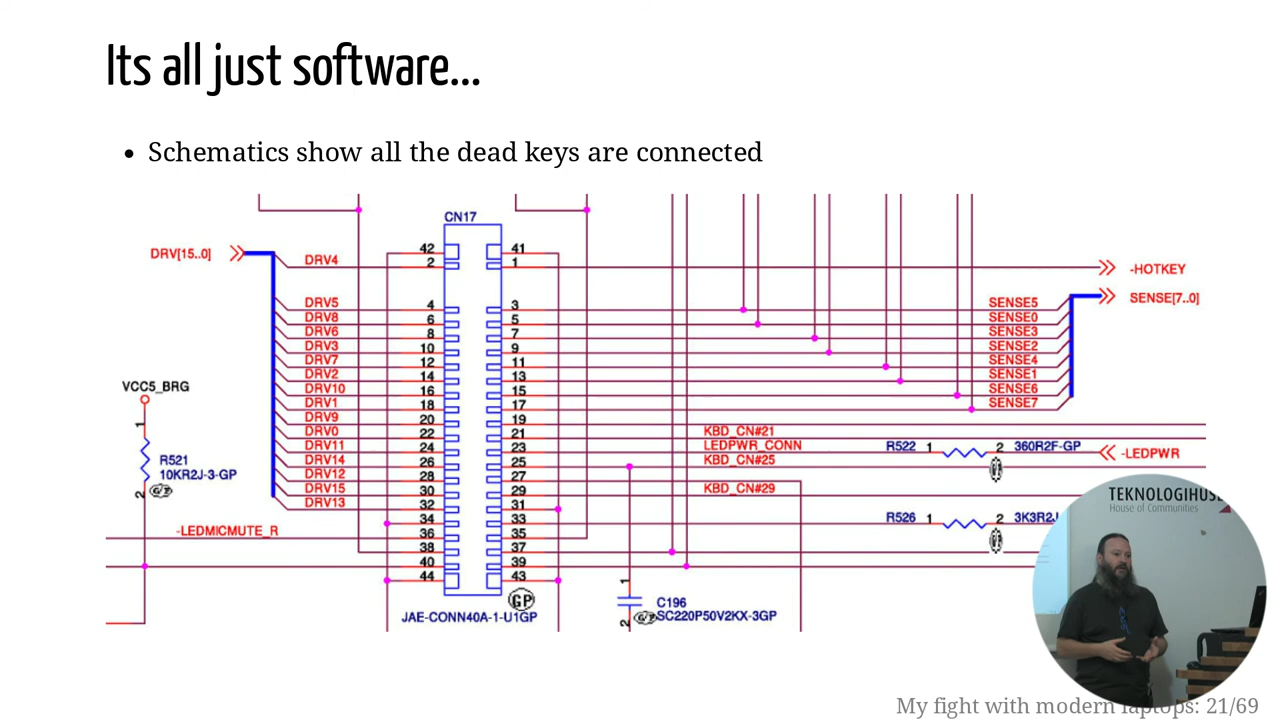 Its all just software...
• Schematics show all the dead keys are connected
CN17
DRV[15..0]
DRV4
42
2
41
1
-HOTKEY
SENSE[7..0]
DRV5
DRV8
DRV6
DRV3
DRV7
DRV2
DRV10
DRV1
DRV9
DRV0
DRV11
DRV14
DRV12
DRV15
DRV13
4
6
8
10
12
14
16
18
20
22
24
26
28
30
32
34
36
38
40
44
3
5
7
9
11
13
15
17
19
21
23
25
27
29
31
33
35
37
39
43
SENSE5
SENSE0
SENSE3
SENSE2
SENSE4
SENSE1
SENSE6
SENSE7
VCC5_BRG
1
R521
10KR2J-3-GP
2
-LEDMICMUTE_R
KBD_CN#21
LEDPWR_CONN
KBD_CN#25
KBD_CN#29
R522 1 2 360R2F-GP
-LEDPWR
R526 1 2 3K3R2J
GP
JAE-CONN40A-1-U1GP
1
C196
SC220P50V2KX-3GP
2
TEKNOLOGIHUS
House of Communities
My fight with modern laptops: 21/69